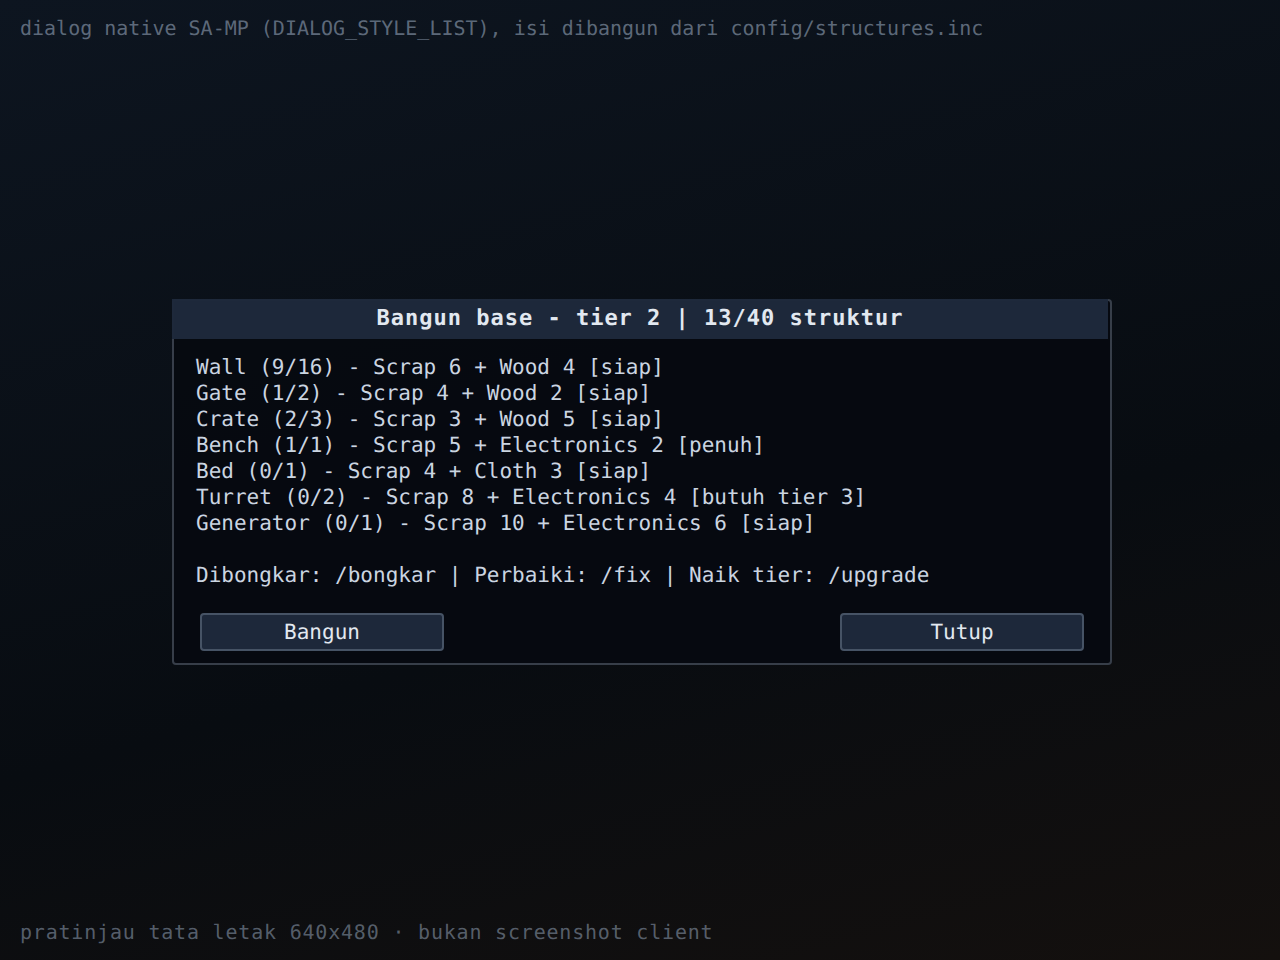 dialog native SA-MP (DIALOG_STYLE_LIST), isi dibangun dari config/structures.inc
Bangun base - tier 2 | 13/40 struktur
Wall (9/16) - Scrap 6 + Wood 4 [siap]
Gate (1/2) - Scrap 4 + Wood 2 [siap]
Crate (2/3) - Scrap 3 + Wood 5 [siap]
Bench (1/1) - Scrap 5 + Electronics 2 [penuh]
Bed (0/1) - Scrap 4 + Cloth 3 [siap]
Turret (0/2) - Scrap 8 + Electronics 4 [butuh tier 3]
Generator (0/1) - Scrap 10 + Electronics 6 [siap]
Dibongkar: /bongkar | Perbaiki: /fix | Naik tier: /upgrade
Bangun
Tutup
pratinjau tata letak 640x480 · bukan screenshot client